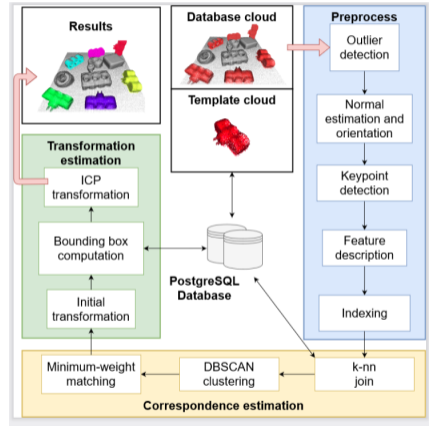 Results
Database cloud
Template cloud
Preprocess
Outlier
detection
Normal
estimation and
orientation
Keypoint
detection
Feature
description
Indexing
Transformation
estimation
ICP
transformation
Bounding box
computation
Initial
transformation
PostgreSQL
Database
Minimum-weight
matching
DBSCAN
clustering
k-nn
join
Correspondence estimation